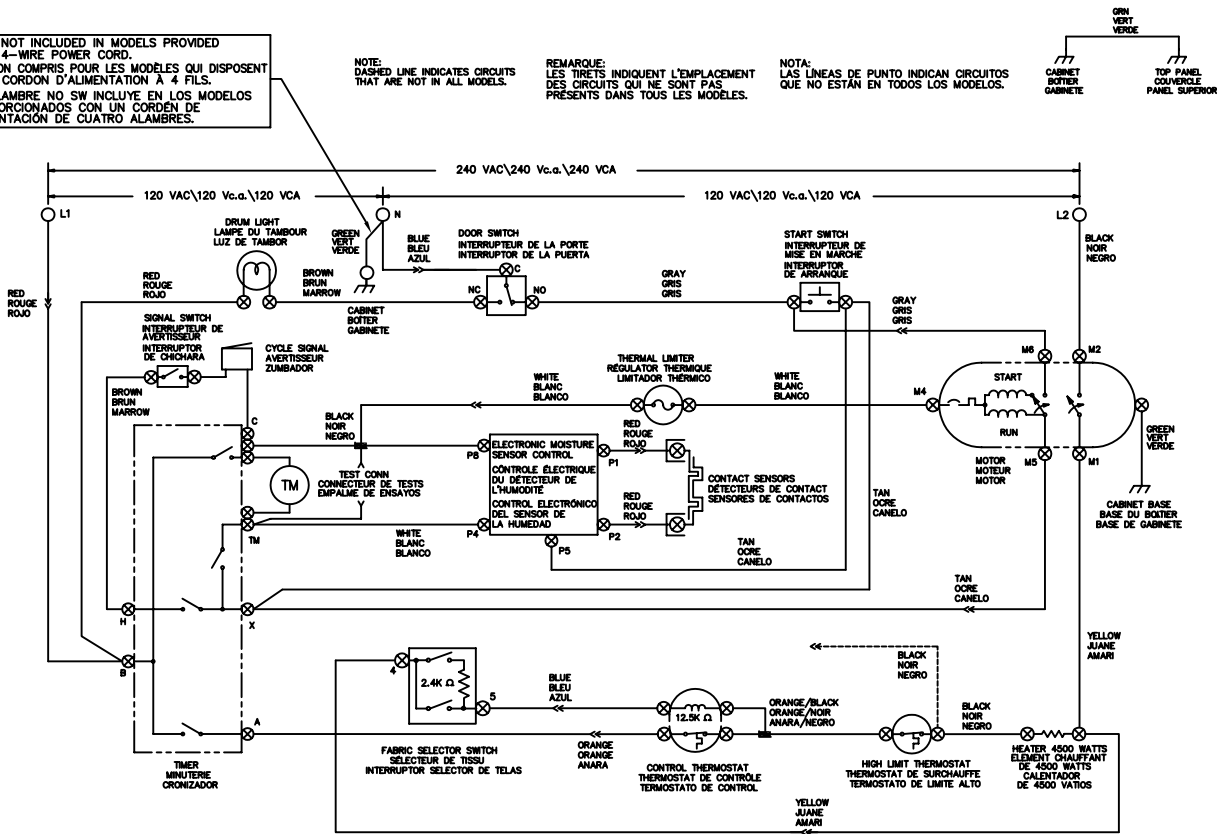 NOT INCLUDED IN MODELS PROVIDED
4-WIRE POWER CORD.
ON COMPRIS POUR LES MODÈLES QUI DISPOSENT
CORDON D'ALIMENTATION À 4 FILS.
LAMBRE NO SW INCLUYE EN LOS MODELOS
ORCIONADOS CON UN CORDÉN DE
NTACIÓN DE CUATRO ALAMBRES.
NOTE:
DASHED LINE INDICATES CIRCUITS
THAT ARE NOT IN ALL MODELS.
REMARQUE:
LES TIRETS INDIQUENT L'EMPLACEMENT
DES CIRCUITS QUI NE SONT PAS
PRÉSENTS DANS TOUS LES MODÈLES.
NOTA:
LAS LÍNEAS DE PUNTO INDICAN CIRCUITOS
QUE NO ESTÁN EN TODOS LOS MODELOS.
GRN
VERT
VERDE
CABINET
BOÎTIER
GABINETE
TOP PANEL
COUVERCLE
PANEL SUPERIOR
240 VAC\240 Vc.a.\240 VCA
120 VAC\120 Vc.a.\120 VCA
120 VAC\120 Vc.a.\120 VCA
L1
N
L2
DRUM LIGHT
LAMPE DU TAMBOUR
LUZ DE TAMBOR
GREEN
VERT
VERDE
BLUE
BLEU
AZUL
DOOR SWITCH
INTERRUPTEUR DE LA PORTE
INTERRUPTOR DE LA PUERTA
C
NC
NO
START SWITCH
INTERRUPTEUR DE
MISE EN MARCHE
INTERRUPTOR
DE ARRANQUE
BLACK
NOIR
NEGRO
RED
ROUGE
ROJO
RED
ROUGE
ROJO
BROWN
BRUN
MARROW
CABINET
BOÎTER
GABINETE
GRAY
GRIS
GRIS
GRAY
GRIS
GRIS
SIGNAL SWITCH
INTERRUPTEUR DE
AVERTISSEUR
INTERRUPTOR
DE CHICHARA
CYCLE SIGNAL
AVERTISSEUR
ZUMBADOR
BROWN
BRUN
MARROW
THERMAL LIMITER
RÉGULATOR THERMIQUE
LIMITADOR THÉRMICO
WHITE
BLANC
BLANCO
WHITE
BLANC
BLANCO
M6
M2
M4
START
RUN
M5
M1
MOTOR
MOTEUR
MOTOR
GREEN
VERT
VERDE
CABINET BASE
BASE DU BOITIER
BASE DE GABINETE
C
BLACK
NOIR
NEGRO
TM
TEST CONN
CONNECTEUR DE TESTS
EMPALME DE ENSAYOS
P8
ELECTRONIC MOISTURE
SENSOR CONTROL
CÔNTROLE ÉLECTRIQUE
DU DÉTECTEUR DE
L'HUMODITÉ
CONTROL ELECTRÓNICO
DEL SENSOR DE
LA HUMEDAD
P1
P2
P4
P5
RED
ROUGE
ROJO
RED
ROUGE
ROJO
CONTACT SENSORS
DÉTECTEURS DE CONTACT
SENSORES DE CONTACTOS
WHITE
BLANC
BLANCO
TM
TAN
OCRE
CANELO
TAN
OCRE
CANELO
TAN
OCRE
CANELO
H
X
B
A
4
2.4K Ω
5
FABRIC SELECTOR SWITCH
SÉLECTEUR DE TISSU
INTERRUPTOR SELECTOR DE TELAS
BLUE
BLEU
AZUL
12.5K Ω
ORANGE/BLACK
ORANGE/NOIR
ANARA/NEGRO
BLACK
NOIR
NEGRO
BLACK
NOIR
NEGRO
YELLOW
JUANE
AMARI
TIMER
MINUTERIE
CRONIZADOR
ORANGE
ORANGE
ANARA
CONTROL THERMOSTAT
THERMOSTAT DE CONTRÔLE
TERMOSTATO DE CONTROL
HIGH LIMIT THERMOSTAT
THERMOSTAT DE SURCHAUFFE
TERMOSTATO DE LIMITE ALTO
HEATER 4500 WATTS
ELEMENT CHAUFFANT
DE 4500 WATTS
CALENTADOR
DE 4500 VATIOS
YELLOW
JUANE
AMARI